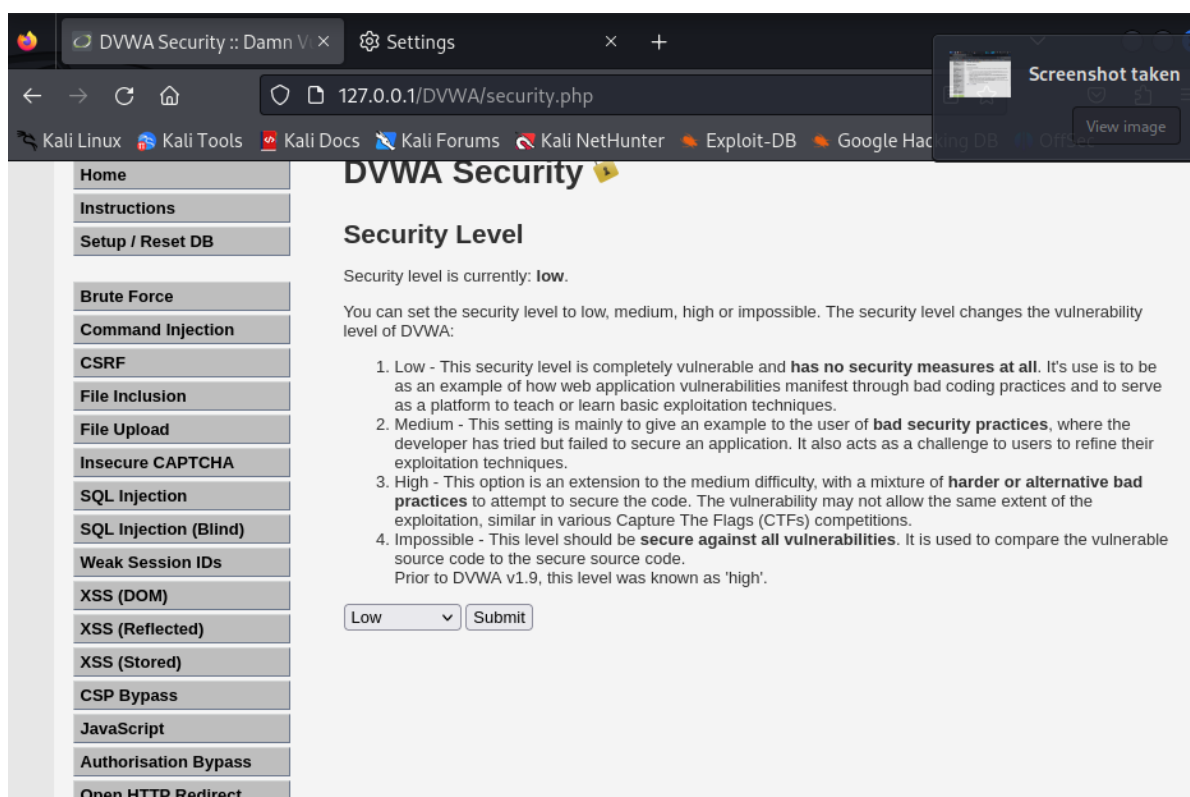 DVWA Security :: Damn Vu
Settings
Screenshot taken
View image
127.0.0.1/DVWA/security.php
Kali Linux Kali Tools Kali Docs Kali Forums Kali NetHunter Exploit-DB Google Hacking DB OffSec
Home
Instructions
Setup / Reset DB
Brute Force
Command Injection
CSRF
File Inclusion
File Upload
Insecure CAPTCHA
SQL Injection
SQL Injection (Blind)
Weak Session IDs
XSS (DOM)
XSS (Reflected)
XSS (Stored)
CSP Bypass
JavaScript
Authorisation Bypass
Open HTTP Redirect
DVWA Security
Security Level
Security level is currently: low.
You can set the security level to low, medium, high or impossible. The security level changes the vulnerability
level of DVWA:
1. Low - This security level is completely vulnerable and has no security measures at all. It's use is to be
as an example of how web application vulnerabilities manifest through bad coding practices and to serve
as a platform to teach or learn basic exploitation techniques.
2. Medium - This setting is mainly to give an example to the user of bad security practices, where the
developer has tried but failed to secure an application. It also acts as a challenge to users to refine their
exploitation techniques.
3. High - This option is an extension to the medium difficulty, with a mixture of harder or alternative bad
practices to attempt to secure the code. The vulnerability may not allow the same extent of the
exploitation, similar in various Capture The Flags (CTFs) competitions.
4. Impossible - This level should be secure against all vulnerabilities. It is used to compare the vulnerable
source code to the secure source code.
Prior to DVWA v1.9, this level was known as 'high'.
Low Submit